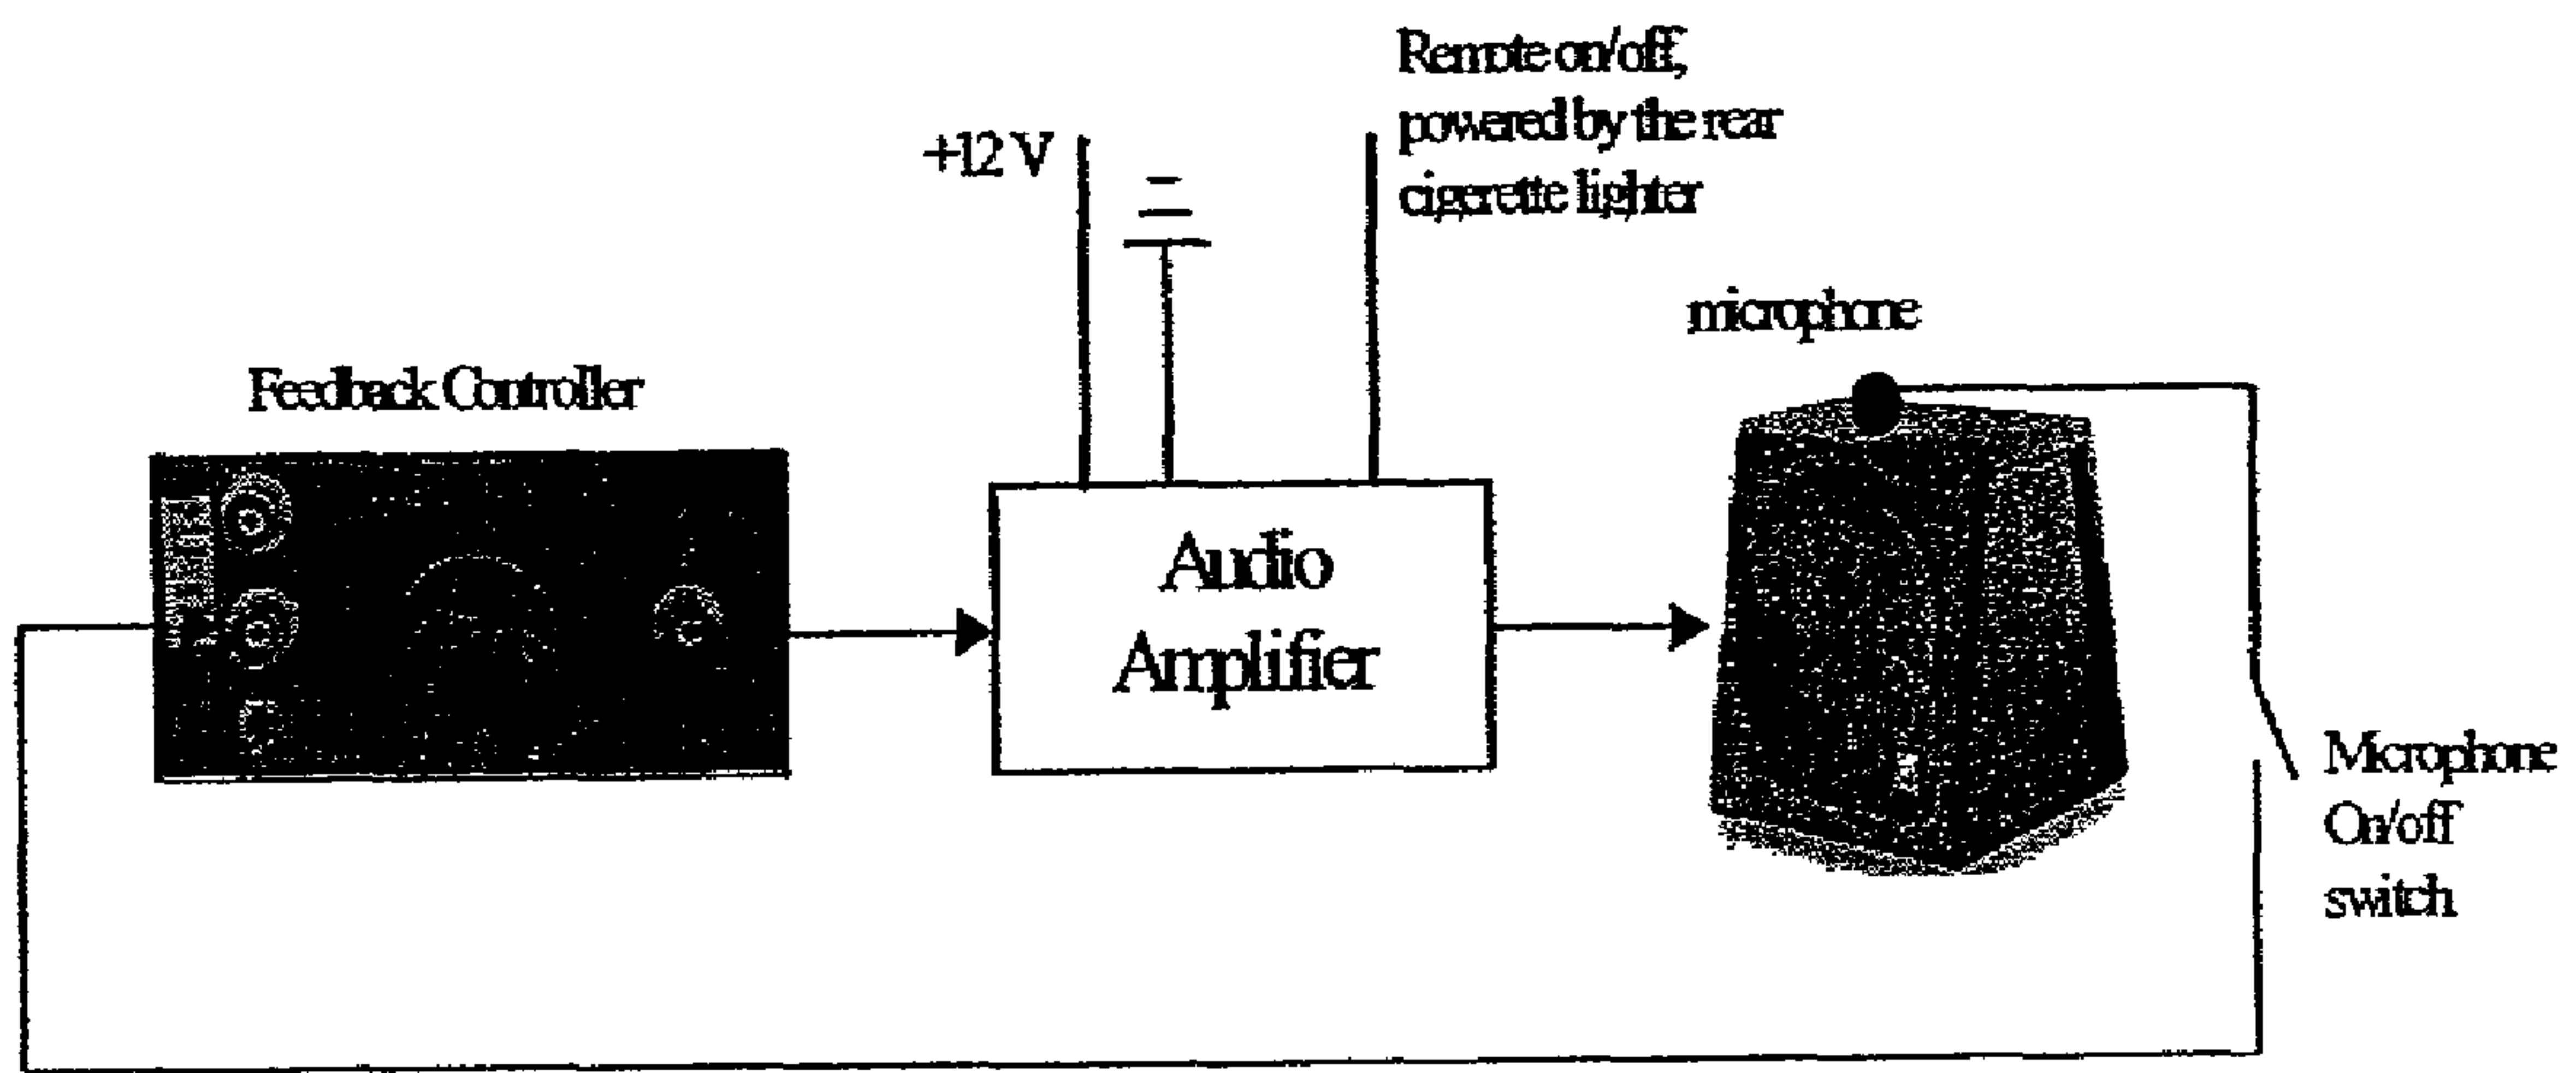 Remote on/off,
powered by the rear
cigerette lighter
+12 V
microphone
Feedback Controller
Audio
Amplifier
Microphone
On/off
switch